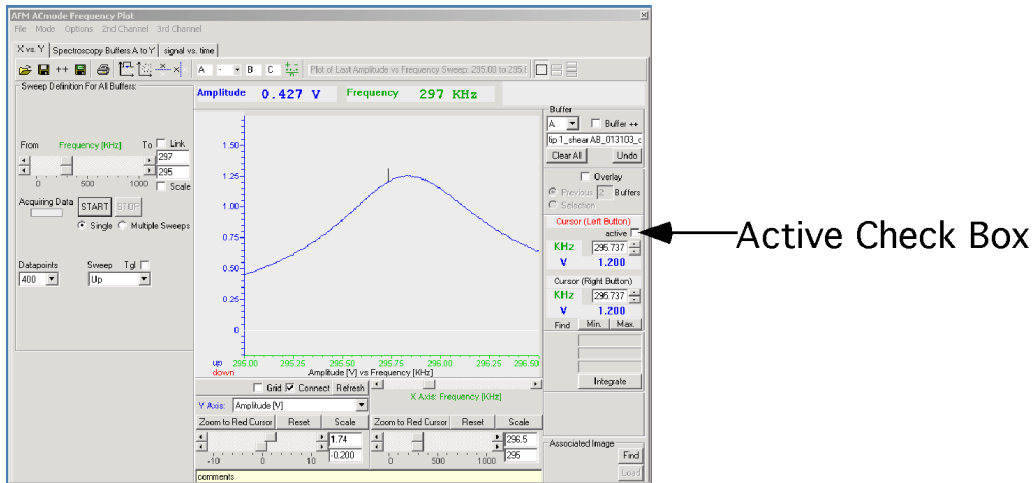 AFM ACmode Frequency Plot
File Mode Options 2nd Channel 3rd Channel
X vs. Y Spectroscopy Buffers A to Y signal vs. time
A - B C Plot of Last Amplitude vs Frequency Sweep: 295.00 to 295.
Sweep Definition For All Buffers:
Amplitude 0.427 V Frequency 297 KHz
From Frequency [KHz] To Link
297
295
0 500 1000 Scale
Acquiring Data START STOP
Single Multiple Sweeps
Datapoints Sweep Tgl
400 Up
1.50
1.25
1.00
0.75
0.50
0.25
0
up 295.00 295.25 295.50 295.75 296.00 296.25 296.50
down Amplitude [V] vs Frequency [KHz]
Grid Connect Refresh
X Axis: Frequency [KHz]
Y Axis: Amplitude [V]
Zoom to Red Cursor Reset Scale Zoom to Red Cursor Reset Scale
1.74 296.5
-0.200 295
-10 0 10 0 500 1000
comments
Buffer
A Buffer ++
tip 1_shearAB_013103_c
Clear All Undo
Overlay
Previous 2 Buffers
Selection
Cursor (Left Button)
active
KHz 295.737
V 1.200
Cursor (Right Button)
KHz 295.737
V 1.200
Find Min. Max.
Integrate
Associated Image
Find
Load
Active Check Box